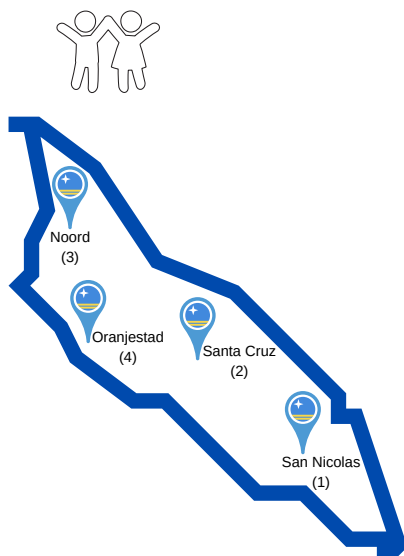 Noord
(3)
Oranjestad
(4)
Santa Cruz
(2)
San Nicolas
(1)